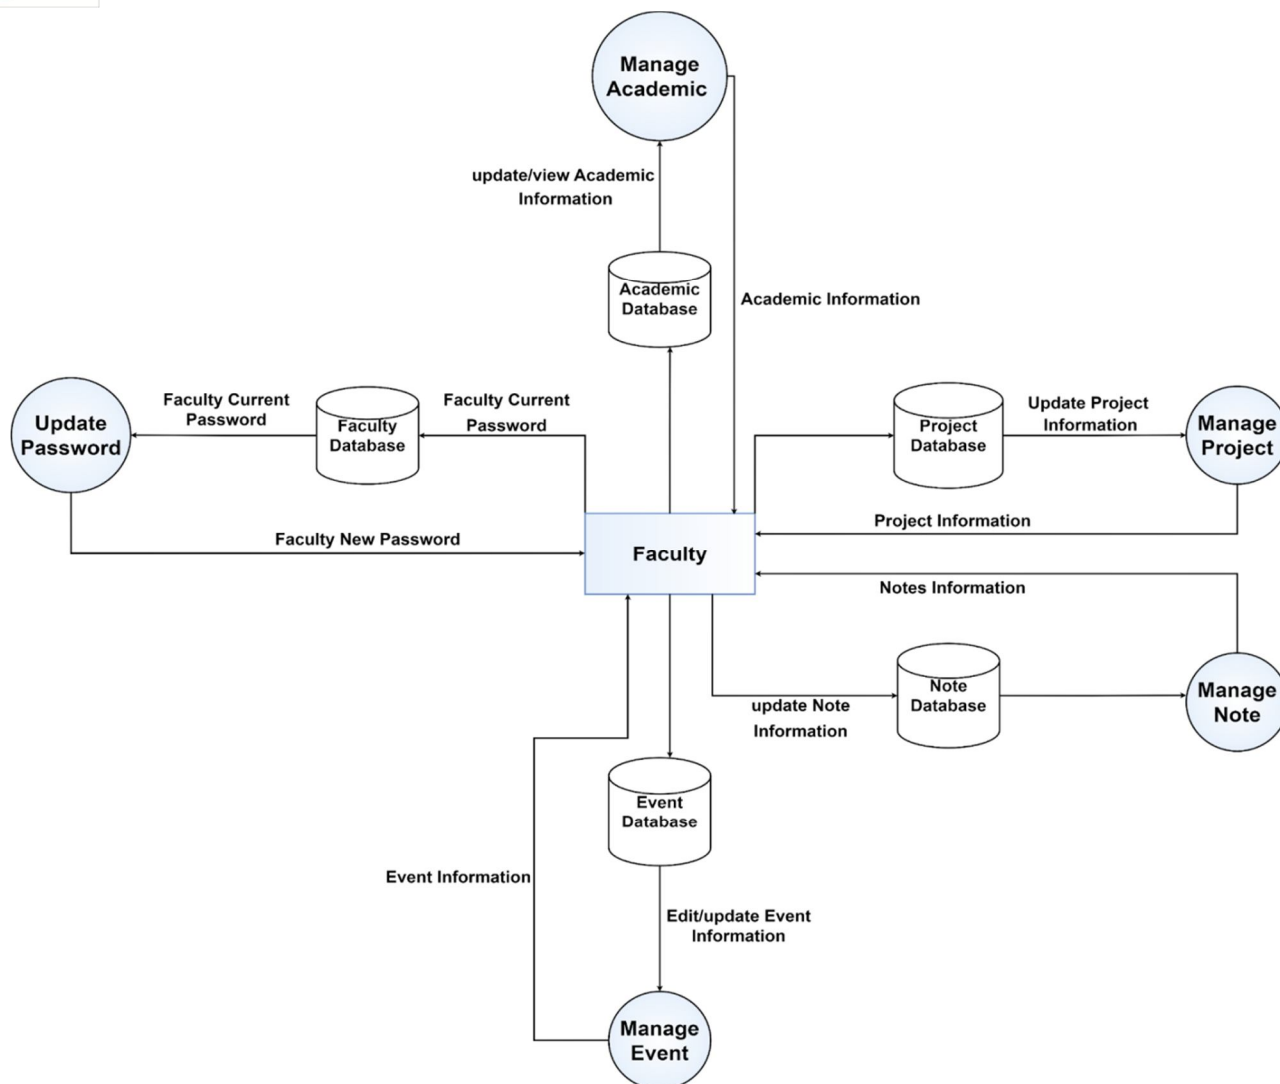 Manage
Academic
update/view Academic
Information
Academic
Database
Academic Information
Update
Password
Faculty Current
Password
Faculty
Database
Faculty Current
Password
Project
Database
Update Project
Information
Manage
Project
Faculty New Password
Faculty
Project Information
Notes Information
update Note
Information
Note
Database
Manage
Note
Event
Database
Event Information
Edit/update Event
Information
Manage
Event